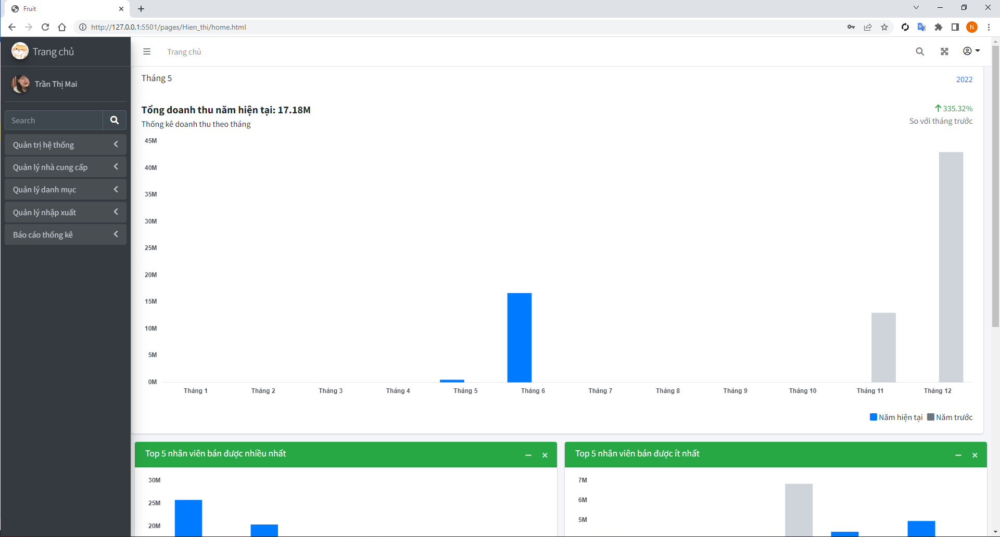 Fruit
http://127.0.0.1:5501/pages/Hien_thi/home.html
N
Trang chủ
Trang chủ
Trần Thị Mai
Search
Quản trị hệ thống
Quản lý nhà cung cấp
Quản lý danh mục
Quản lý nhập xuất
Báo cáo thống kê
Tháng 5
2022
Tổng doanh thu năm hiện tại: 17.18M
335.32%
Thống kê doanh thu theo tháng
So với tháng trước
45M
40M
35M
30M
25M
20M
15M
10M
5M
0M
Tháng 1 Tháng 2 Tháng 3 Tháng 4 Tháng 5 Tháng 6 Tháng 7 Tháng 8 Tháng 9 Tháng 10 Tháng 11 Tháng 12
Năm hiện tại Năm trước
Top 5 nhân viên bán được nhiều nhất
30M
25M
20M
Top 5 nhân viên bán được ít nhất
7M
6M
5M